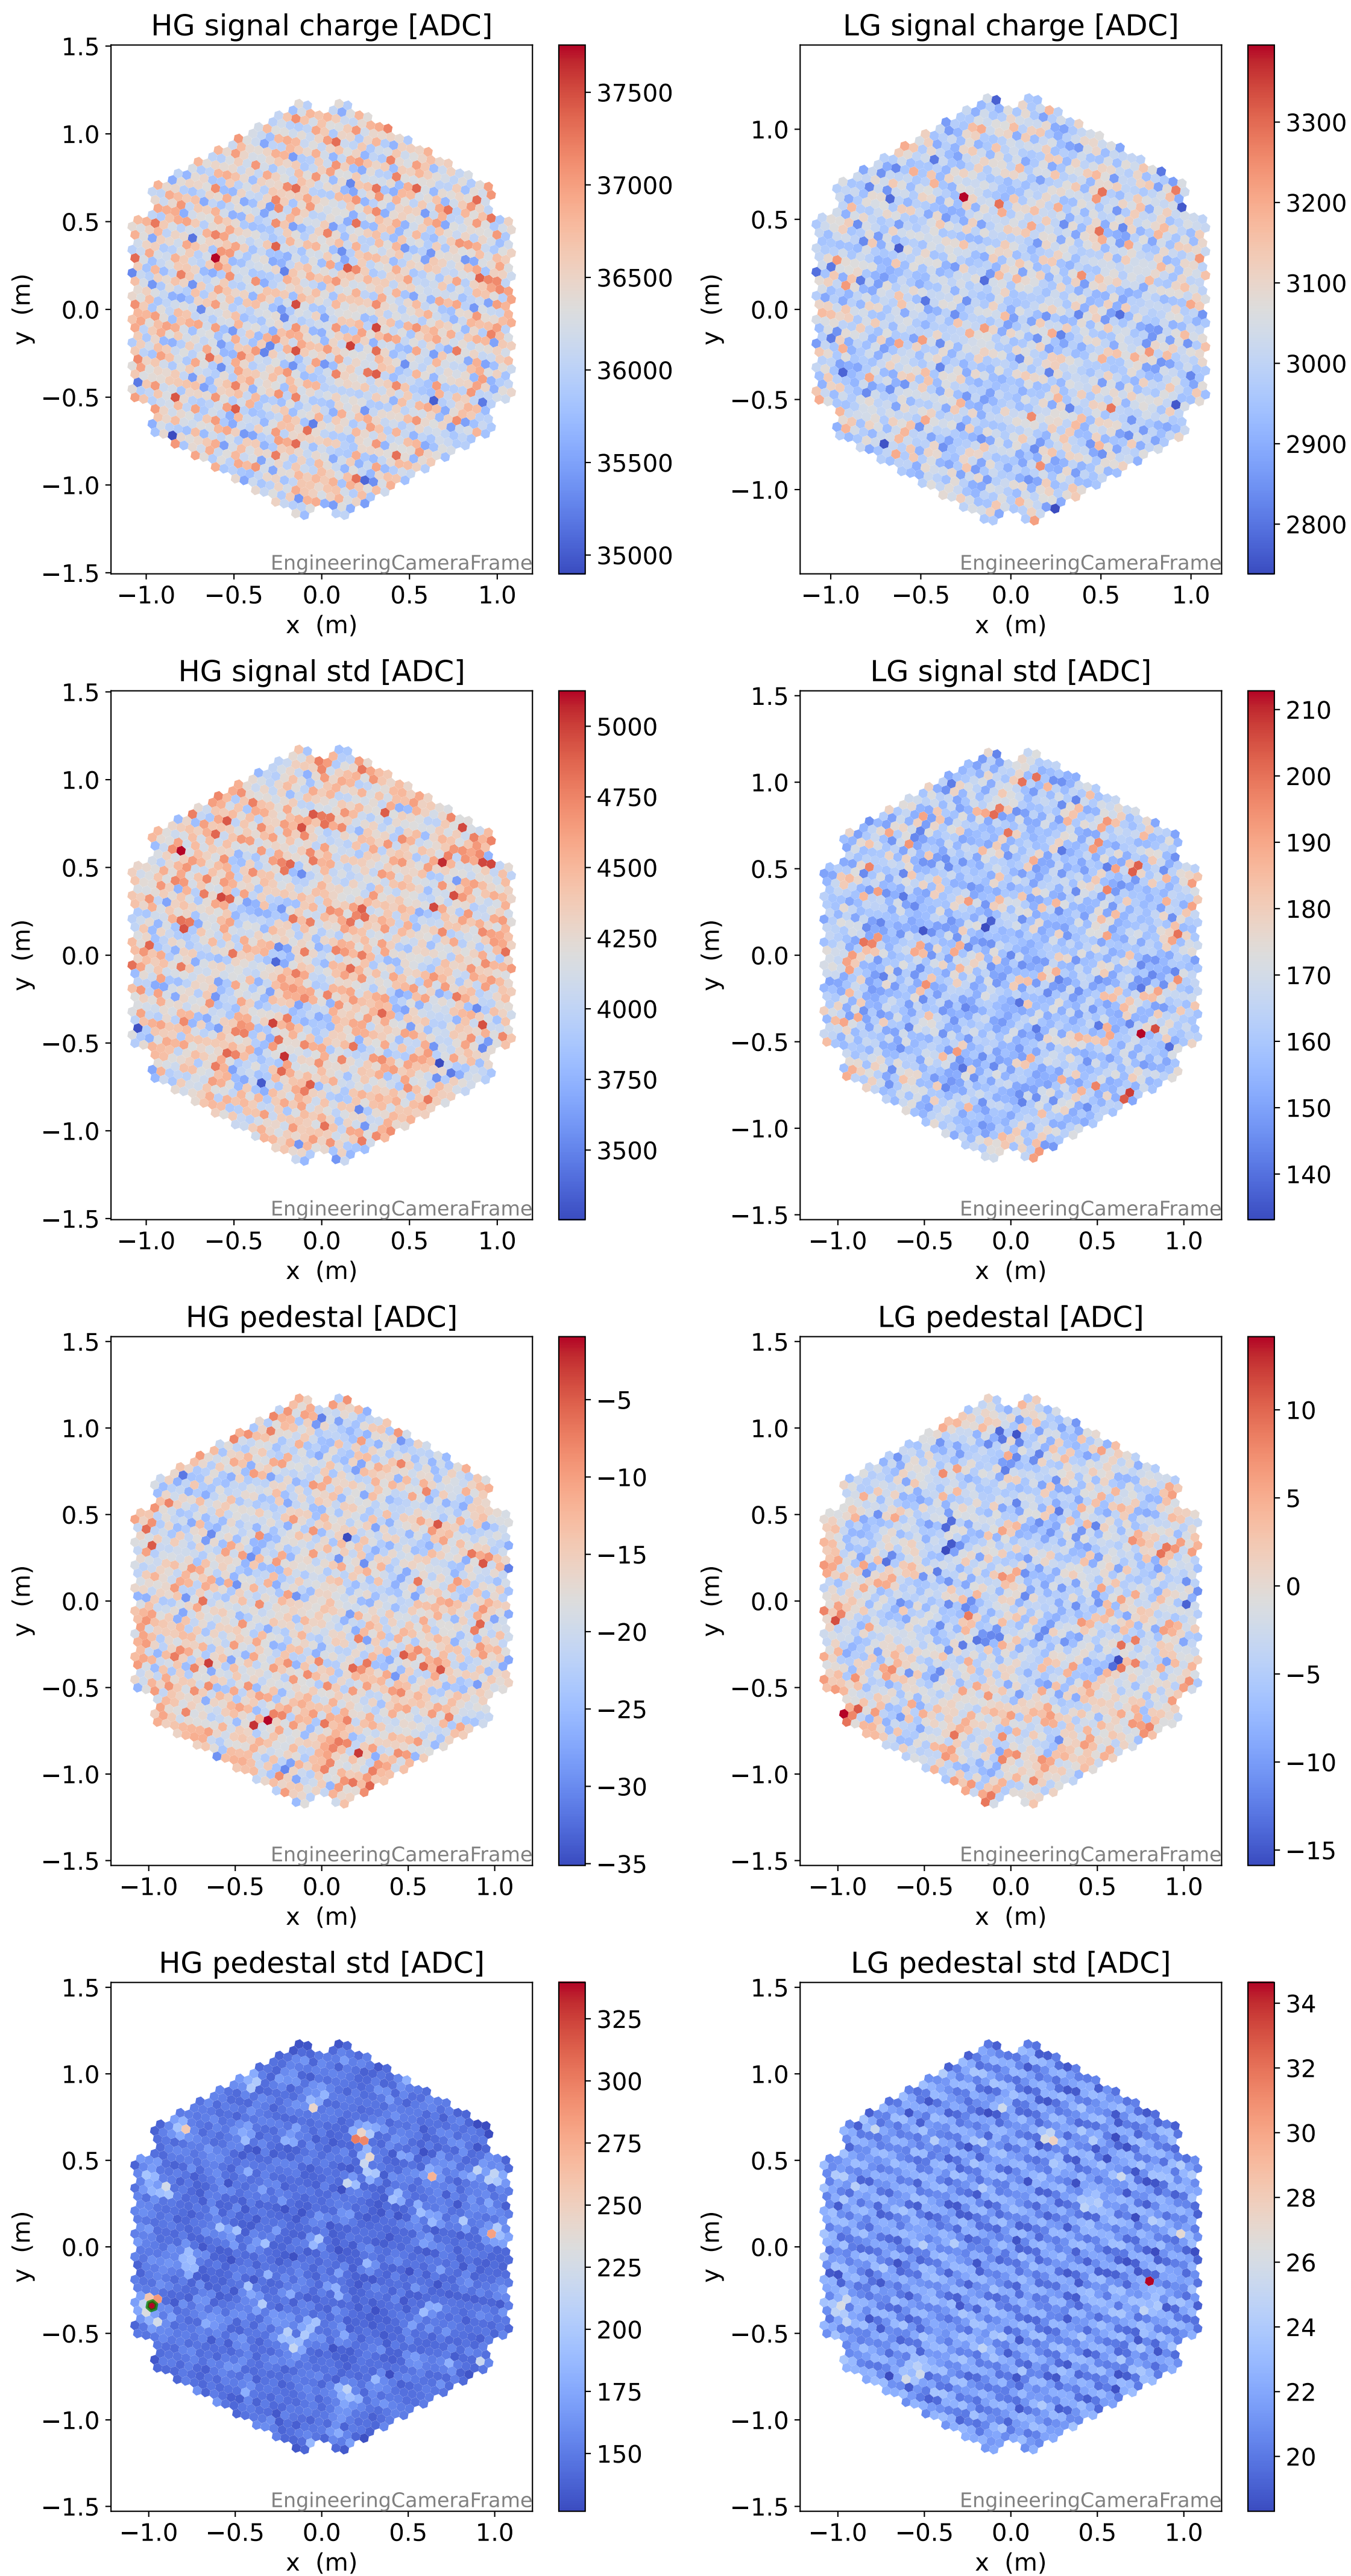 HG signal charge [ADC]
1.5
1.0
0.5
0.0
−0.5
−1.0
−1.5
y (m)
−1.0 −0.5 0.0 0.5 1.0
x (m)
EngineeringCameraFrame
37500
37000
36500
36000
35500
35000
LG signal charge [ADC]
1.0
0.5
0.0
−0.5
−1.0
y (m)
−1.0 −0.5 0.0 0.5 1.0
x (m)
EngineeringCameraFrame
3300
3200
3100
3000
2900
2800
HG signal std [ADC]
1.5
1.0
0.5
0.0
−0.5
−1.0
−1.5
y (m)
−1.0 −0.5 0.0 0.5 1.0
x (m)
EngineeringCameraFrame
5000
4750
4500
4250
4000
3750
3500
LG signal std [ADC]
1.5
1.0
0.5
0.0
−0.5
−1.0
−1.5
y (m)
−1.0 −0.5 0.0 0.5 1.0
x (m)
EngineeringCameraFrame
210
200
190
180
170
160
150
140
HG pedestal [ADC]
1.5
1.0
0.5
0.0
−0.5
−1.0
−1.5
y (m)
−1.0 −0.5 0.0 0.5 1.0
x (m)
EngineeringCameraFrame
−5
−10
−15
−20
−25
−30
−35
LG pedestal [ADC]
1.5
1.0
0.5
0.0
−0.5
−1.0
−1.5
y (m)
−1.0 −0.5 0.0 0.5 1.0
x (m)
EngineeringCameraFrame
10
5
0
−5
−10
−15
HG pedestal std [ADC]
1.5
1.0
0.5
0.0
−0.5
−1.0
−1.5
y (m)
−1.0 −0.5 0.0 0.5 1.0
x (m)
EngineeringCameraFrame
325
300
275
250
225
200
175
150
LG pedestal std [ADC]
1.5
1.0
0.5
0.0
−0.5
−1.0
−1.5
y (m)
−1.0 −0.5 0.0 0.5 1.0
x (m)
EngineeringCameraFrame
34
32
30
28
26
24
22
20